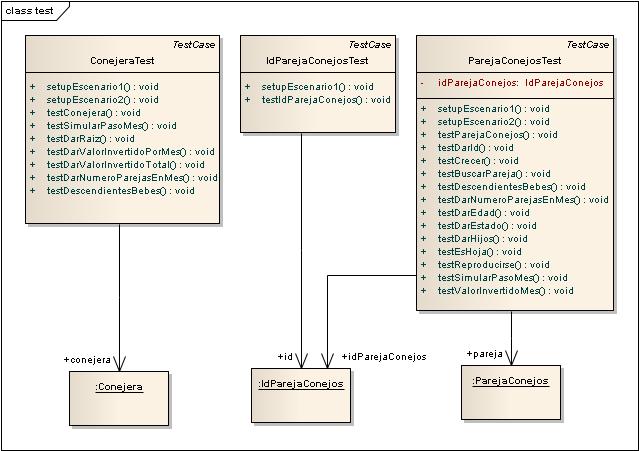 class test
TestCase
ConejeraTest
+ setupEscenario1() : void
+ setupEscenario2() : void
+ testConejera() : void
+ testSimularPasoMes() : void
+ testDarRaiz() : void
+ testDarValorInvertidoPorMes() : void
+ testDarValorInvertidoTotal() : void
+ testDarNumeroParejasEnMes() : void
+ testDescendientesBebes() : void
TestCase
IdParejaConejosTest
+ setupEscenario1() : void
+ testIdParejaConejos() : void
TestCase
ParejaConejosTest
- idParejaConejos: IdParejaConejos
+ setupEscenario1() : void
+ setupEscenario2() : void
+ testParejaConejos() : void
+ testDarId() : void
+ testCrecer() : void
+ testBuscarPareja() : void
+ testDescendientesBebes() : void
+ testDarNumeroParejasEnMes() : void
+ testDarEdad() : void
+ testDarEstado() : void
+ testDarHijos() : void
+ testEsHoja() : void
+ testReproducirse() : void
+ testSimularPasoMes() : void
+ testValorInvertidoMes() : void
+conejera
+id
+idParejaConejos
+pareja
:Conejera
:IdParejaConejos
:ParejaConejos